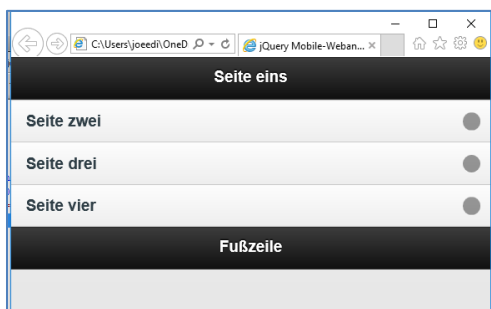 C:\Users\joeedi\OneD
jQuery Mobile-Weban...
Seite eins
Seite zwei
Seite drei
Seite vier
Fußzeile